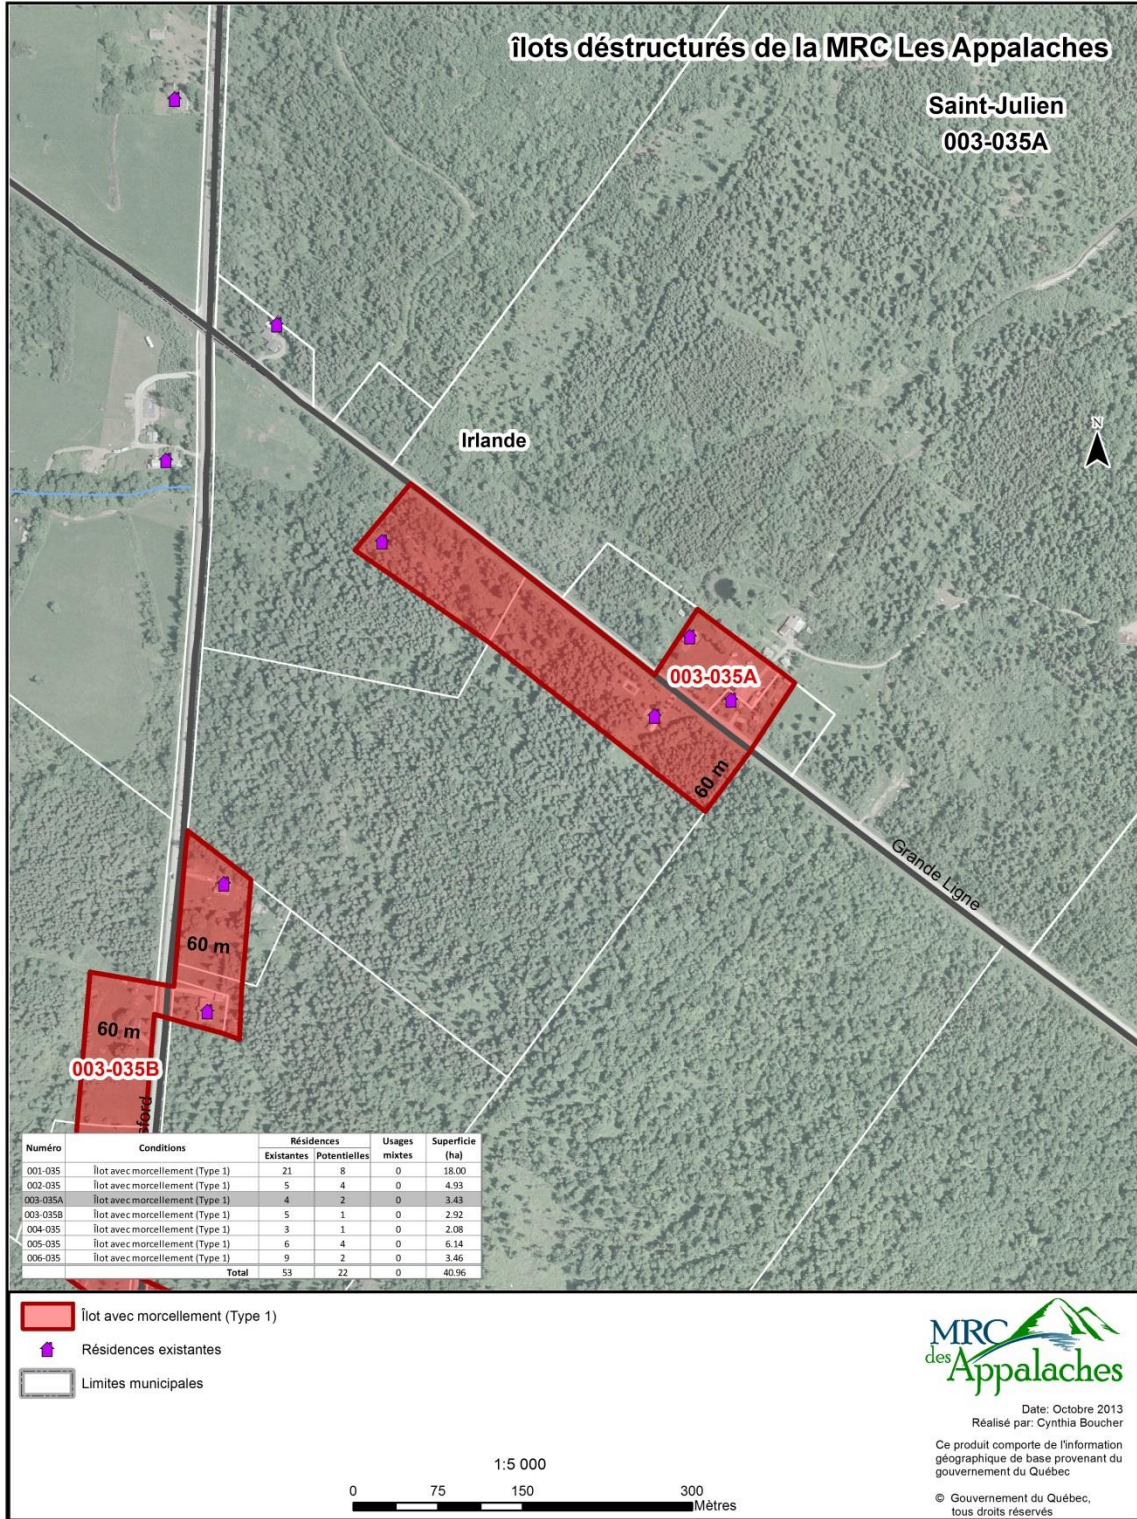 îlots déstructurés de la MRC Les Appalaches
Saint-Julien
003-035A
Irlande
N
003-035A
60 m
Grande Ligne
60 m
60 m
003-035B
sford
Numéro Conditions Résidences Usages mixtes Superficie (ha)
Existantes Potentielles
001-035 Îlot avec morcellement (Type 1) 21 8 0 18.00
002-035 Îlot avec morcellement (Type 1) 5 4 0 4.93
003-035A Îlot avec morcellement (Type 1) 4 2 0 3.43
003-035B Îlot avec morcellement (Type 1) 5 1 0 2.92
004-035 Îlot avec morcellement (Type 1) 3 1 0 2.08
005-035 Îlot avec morcellement (Type 1) 6 4 0 6.14
006-035 Îlot avec morcellement (Type 1) 9 2 0 3.46
Total 53 22 0 40.96
Îlot avec morcellement (Type 1)
Résidences existantes
Limites municipales
1:5 000
0 75 150 300
Mètres
MRC
des Appalaches
Date: Octobre 2013
Réalisé par: Cynthia Boucher
Ce produit comporte de l'information
géographique de base provenant du
gouvernement du Québec
© Gouvernement du Québec,
tous droits réservés